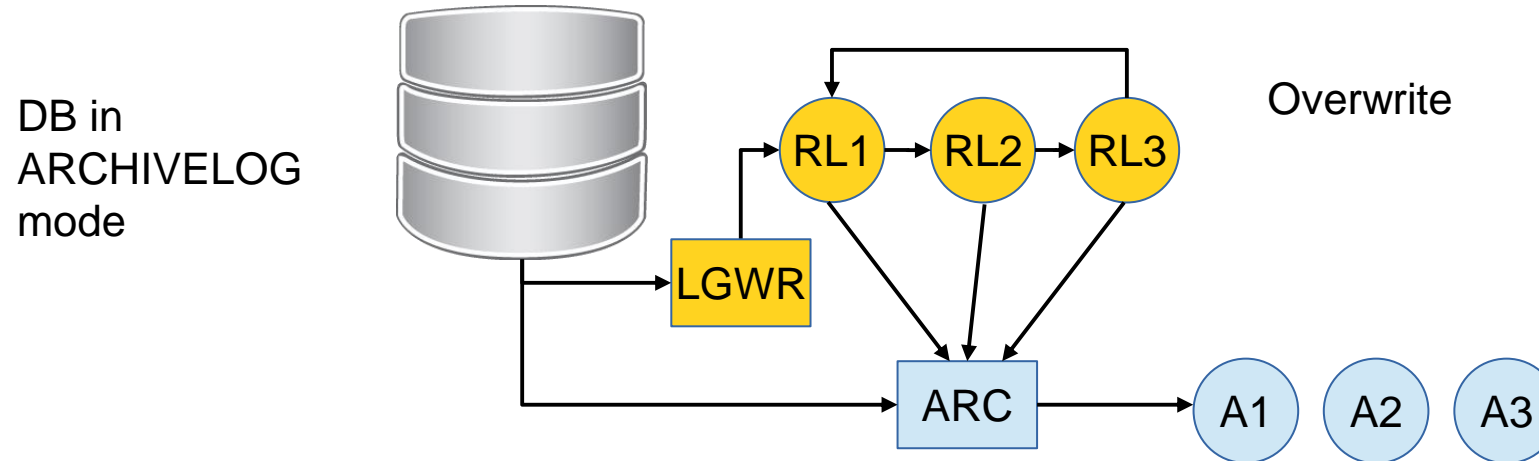 DB in
ARCHIVELOG
mode
Overwrite
RL1
RL2
RL3
LGWR
ARC
A1
A2
A3